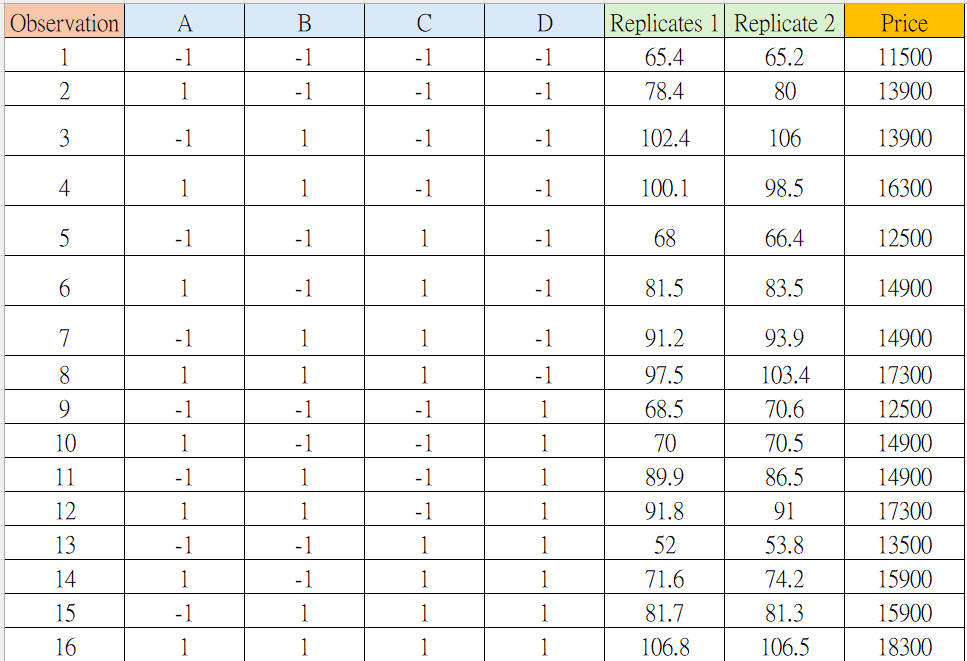 Observation A B C D Replicates 1 Replicate 2 Price
1 -1 -1 -1 -1 65.4 65.2 11500
2 1 -1 -1 -1 78.4 80 13900
3 -1 1 -1 -1 102.4 106 13900
4 1 1 -1 -1 100.1 98.5 16300
5 -1 -1 1 -1 68 66.4 12500
6 1 -1 1 -1 81.5 83.5 14900
7 -1 1 1 -1 91.2 93.9 14900
8 1 1 1 -1 97.5 103.4 17300
9 -1 -1 -1 1 68.5 70.6 12500
10 1 -1 -1 1 70 70.5 14900
11 -1 1 -1 1 89.9 86.5 14900
12 1 1 -1 1 91.8 91 17300
13 -1 -1 1 1 52 53.8 13500
14 1 -1 1 1 71.6 74.2 15900
15 -1 1 1 1 81.7 81.3 15900
16 1 1 1 1 106.8 106.5 18300